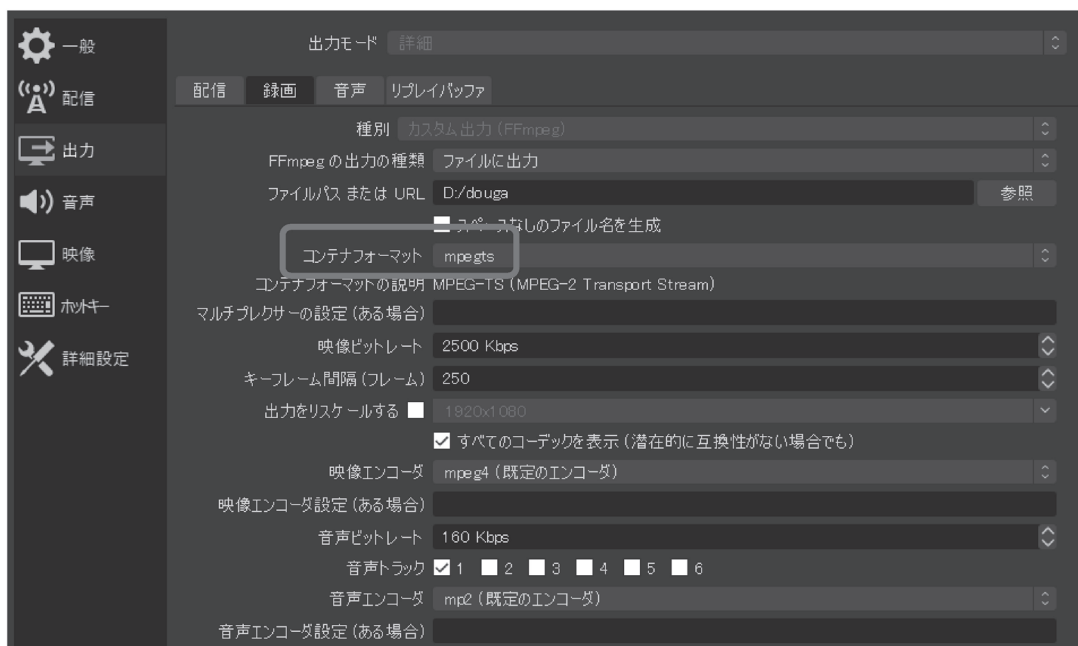 一般
配信
出力
音声
映像
ホットキー
詳細設定
出力モード 詳細
配信 録画 音声 リプレイバッファ
種別 カスタム出力 (FFmpeg)
FFmpeg の出力の種類 ファイルに出力
ファイルパス または URL D:/douga 参照
スペースなしのファイル名を生成
コンテナフォーマット mpegts
コンテナフォーマットの説明 MPEG-TS (MPEG-2 Transport Stream)
マルチプレクサーの設定 (ある場合)
映像ビットレート 2500 Kbps
キーフレーム間隔 (フレーム) 250
出力をリスケールする 1920x1080
すべてのコーデックを表示 (潜在的に互換性がない場合でも)
映像エンコーダ mpeg4 (既定のエンコーダ)
映像エンコーダ設定 (ある場合)
音声ビットレート 160 Kbps
音声トラック 1 2 3 4 5 6
音声エンコーダ mp2 (既定のエンコーダ)
音声エンコーダ設定 (ある場合)